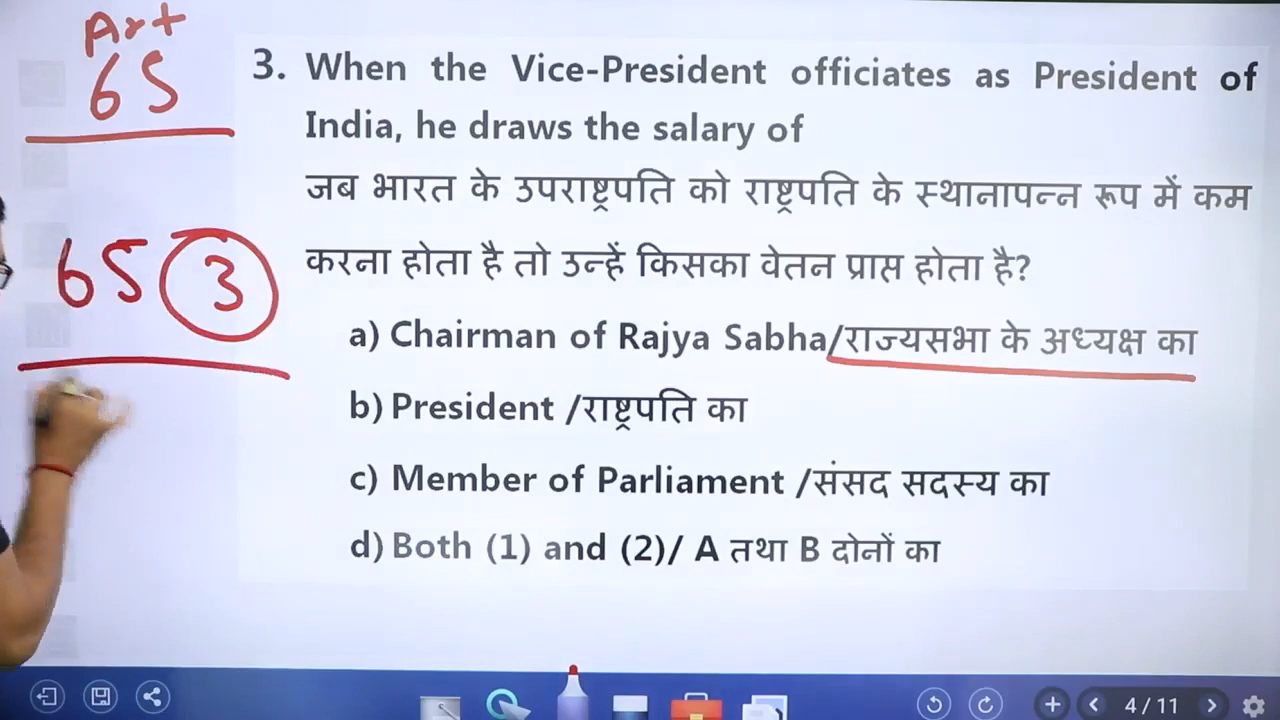 Art
65
65 3
3. When the Vice-President officiates as President of
India, he draws the salary of
जब भारत के उपराष्ट्रपति को राष्ट्रपति के स्थानापन्न रूप में कम
करना होता है तो उन्हें किसका वेतन प्राप्त होता है?
a) Chairman of Rajya Sabha/राज्यसभा के अध्यक्ष का
b) President /राष्ट्रपति का
c) Member of Parliament /संसद सदस्य का
d) Both (1) and (2)/ A तथा B दोनों का
4 / 11